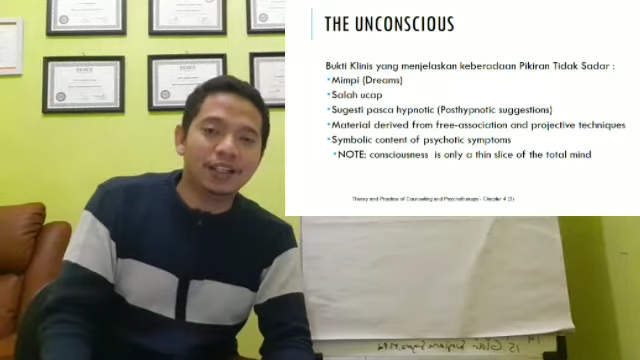 THE UNCONSCIOUS
Bukti Klinis yang menjelaskan keberadaan Pikiran Tidak Sadar :
•Mimpi (Dreams)
•Salah ucap
•Sugesti pasca hypnotic (Posthypnotic suggestions)
•Material derived from free-association and projective techniques
•Symbolic content of psychotic symptoms
•NOTE: consciousness is only a thin slice of the total mind
Theory and Practice of Counseling and Psychotherapy - Chapter 4 (3)